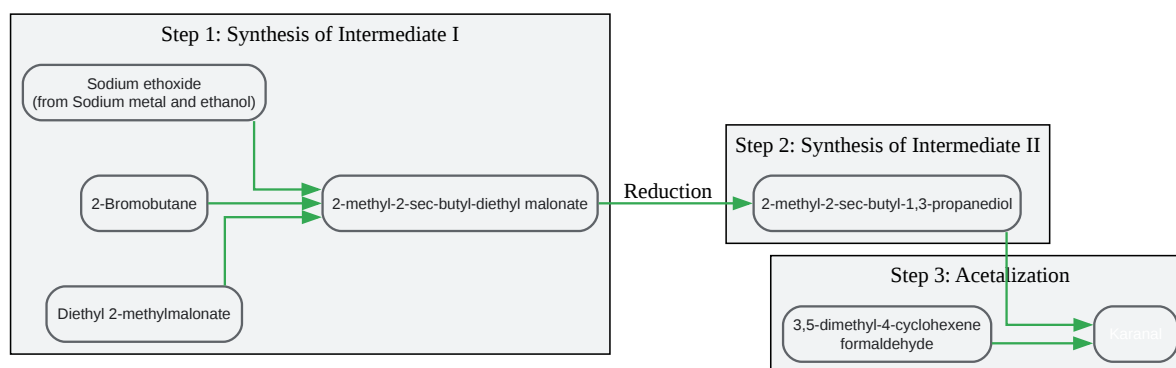 Step 1: Synthesis of Intermediate I
Sodium ethoxide
(from Sodium metal and ethanol)
2-Bromobutane
Diethyl 2-methylmalonate
2-methyl-2-sec-butyl-diethyl malonate
Reduction
Step 2: Synthesis of Intermediate II
2-methyl-2-sec-butyl-1,3-propanediol
Step 3: Acetalization
3,5-dimethyl-4-cyclohexene
formaldehyde
Karanal